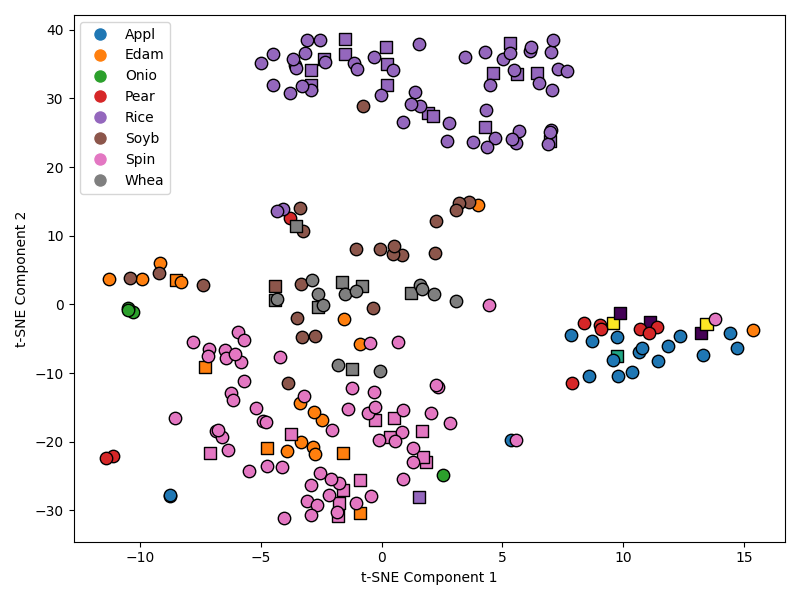 Appl
Edam
Onio
Pear
Rice
Soyb
Spin
Whea
40
30
20
10
0
−10
−20
−30
t-SNE Component 2
−10 −5 0 5 10 15
t-SNE Component 1